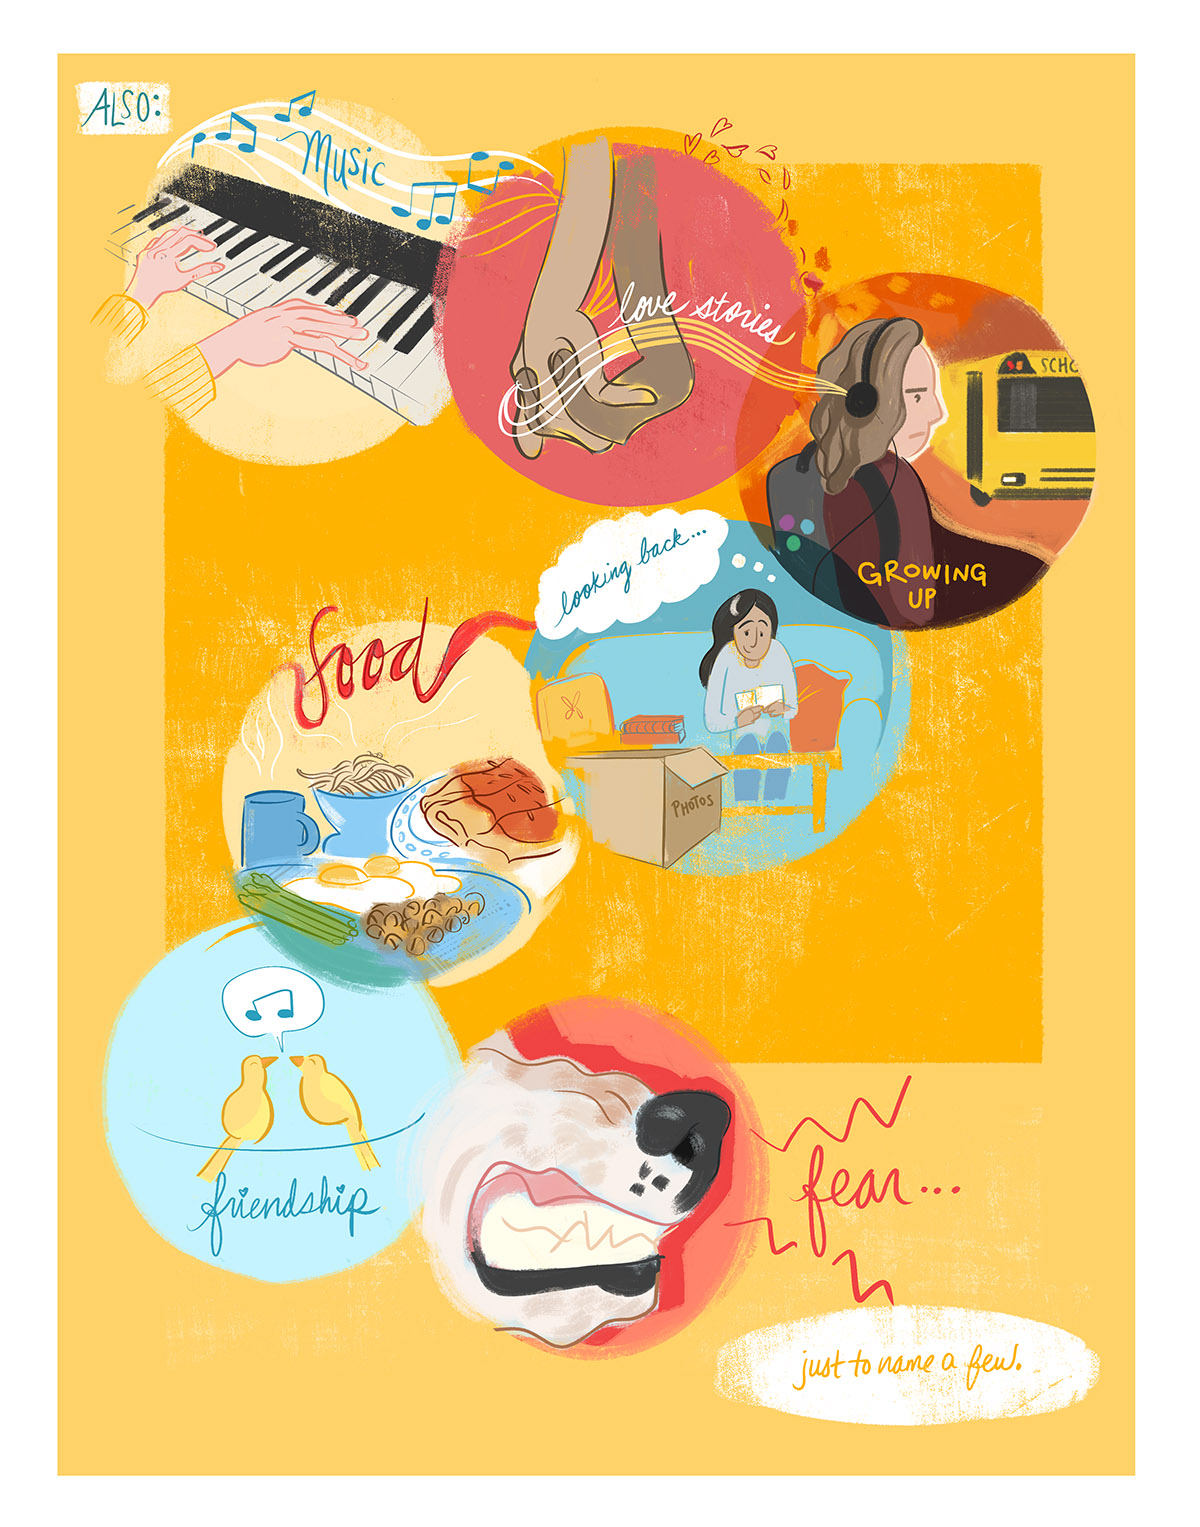 ALSO:
Music
love stories
SCHO
GROWING
UP
looking back...
food
PHOTOS
friendship
fear...
just to name a few.